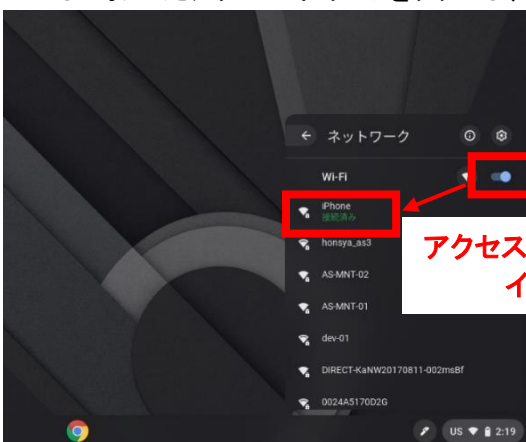 ネットワーク
Wi-Fi
iPhone
接続済み
honsya_as3
AS-MNT-02
AS-MNT-01
dev-01
DIRECT-KaNW20170811-002msBf
0024A5170D2G
アクセス
イ
US 2:19